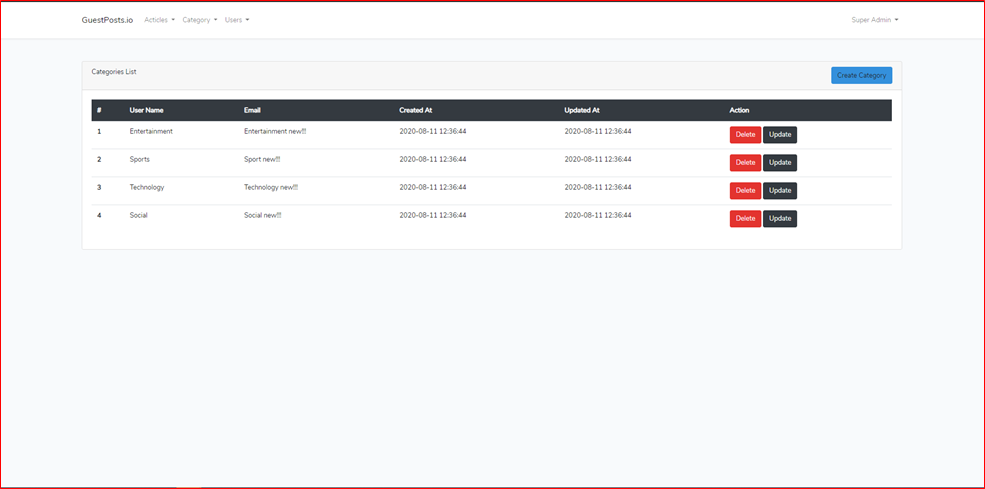 GuestPosts.io Acticles Category Users Super Admin
Categories List Create Category
# User Name Email Created At Updated At Action
1 Entertainment Entertainment new!!! 2020-08-11 12:36:44 2020-08-11 12:36:44 Delete Update
2 Sports Sport new!!! 2020-08-11 12:36:44 2020-08-11 12:36:44 Delete Update
3 Technology Technology new!!! 2020-08-11 12:36:44 2020-08-11 12:36:44 Delete Update
4 Social Social new!!! 2020-08-11 12:36:44 2020-08-11 12:36:44 Delete Update